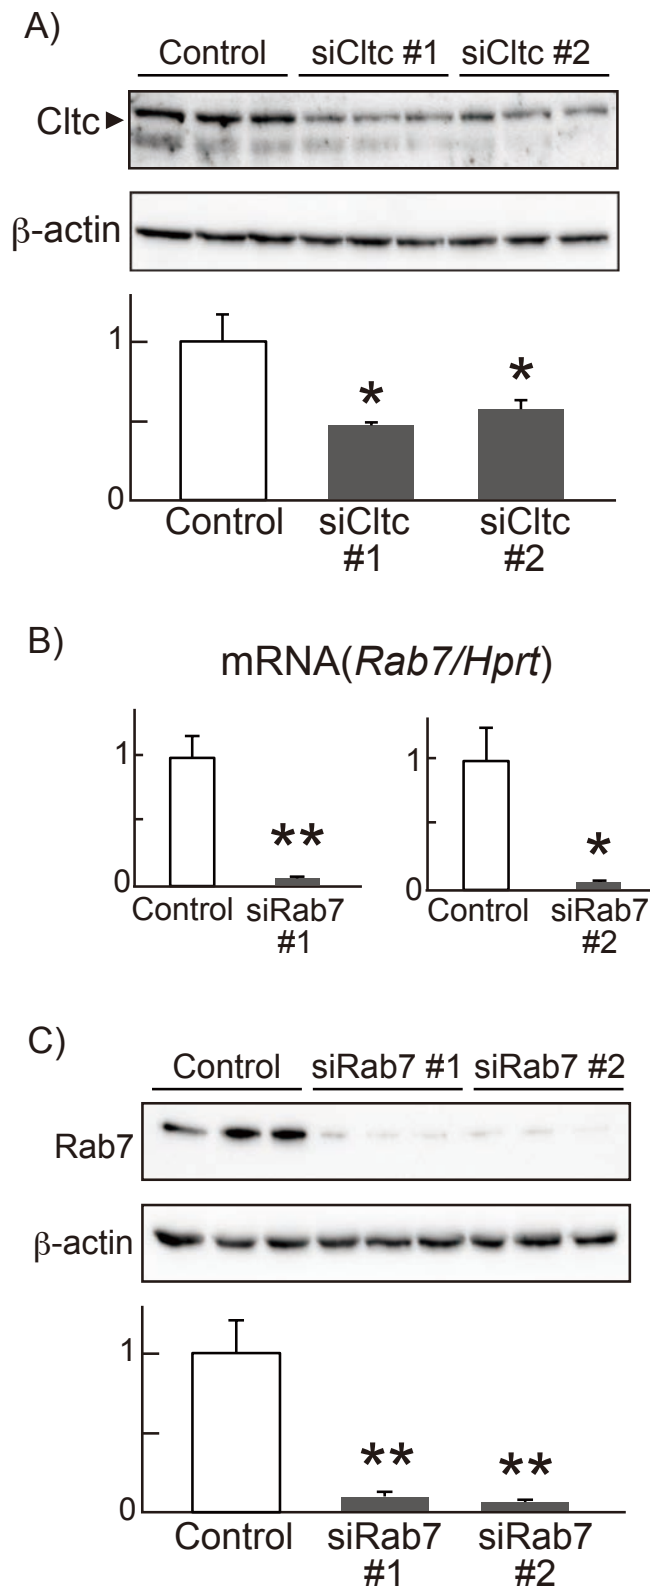 A)
Control siCltc #1 siCltc #2
Cltc
β-actin
1
* *
0
Control siCltc #1 siCltc #2
B)
mRNA(Rab7/Hprt)
1
**
0
Control siRab7 #1
1
*
0
Control siRab7 #2
C)
Control siRab7 #1 siRab7 #2
Rab7
β-actin
1
** **
0
Control siRab7 #1 siRab7 #2